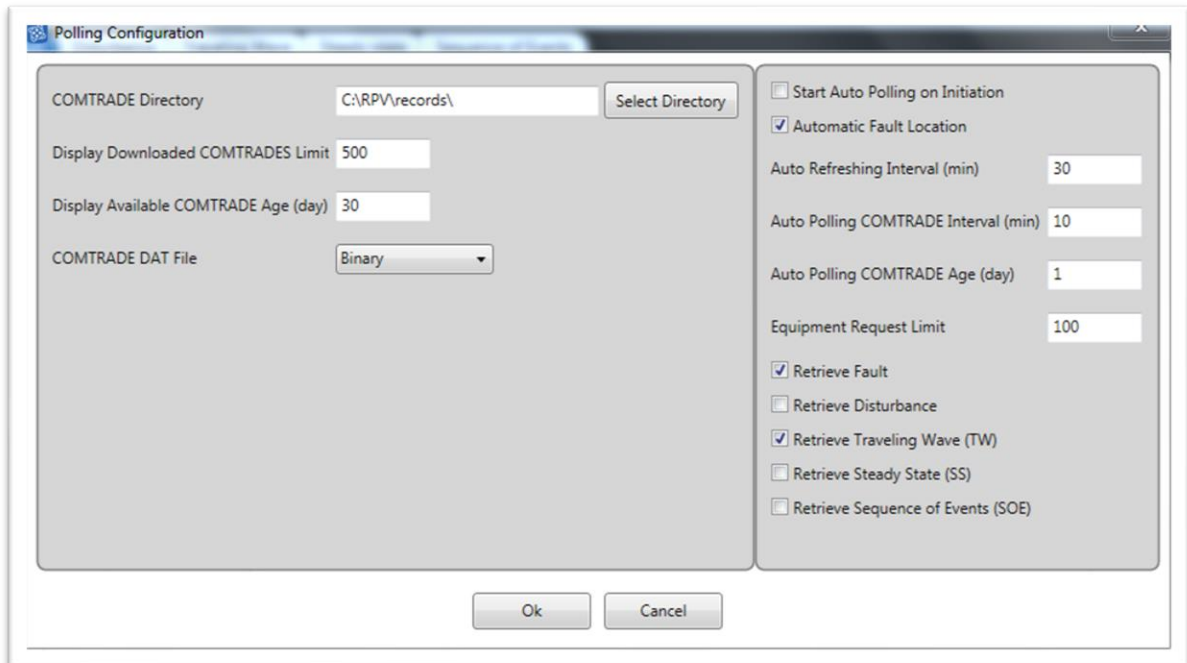 Polling Configuration
COMTRADE Directory
C:\RPV\records\
Select Directory
Display Downloaded COMTRADES Limit
500
Display Available COMTRADE Age (day)
30
COMTRADE DAT File
Binary
Start Auto Polling on Initiation
Automatic Fault Location
Auto Refreshing Interval (min)
30
Auto Polling COMTRADE Interval (min)
10
Auto Polling COMTRADE Age (day)
1
Equipment Request Limit
100
Retrieve Fault
Retrieve Disturbance
Retrieve Traveling Wave (TW)
Retrieve Steady State (SS)
Retrieve Sequence of Events (SOE)
Ok
Cancel